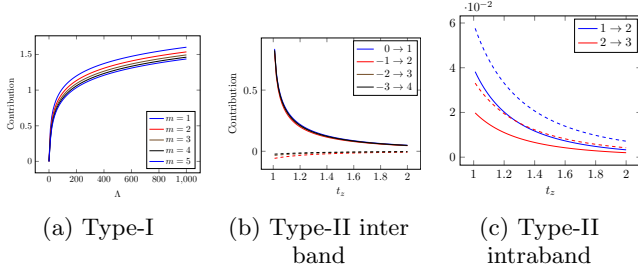 ·10−2
1.5
1
0.5
0
Contribution
0
200
400
600
800
1,000
Λ
m = 1
m = 2
m = 3
m = 4
m = 5
(a) Type-I
0.5
0
Contribution
1
1.2
1.4
1.6
1.8
2
t_z
0 → 1
−1 → 2
−2 → 3
−3 → 4
(b) Type-II inter
band
6
4
2
0
Contribution
1
1.2
1.4
1.6
1.8
2
t_z
1 → 2
2 → 3
(c) Type-II
intraband